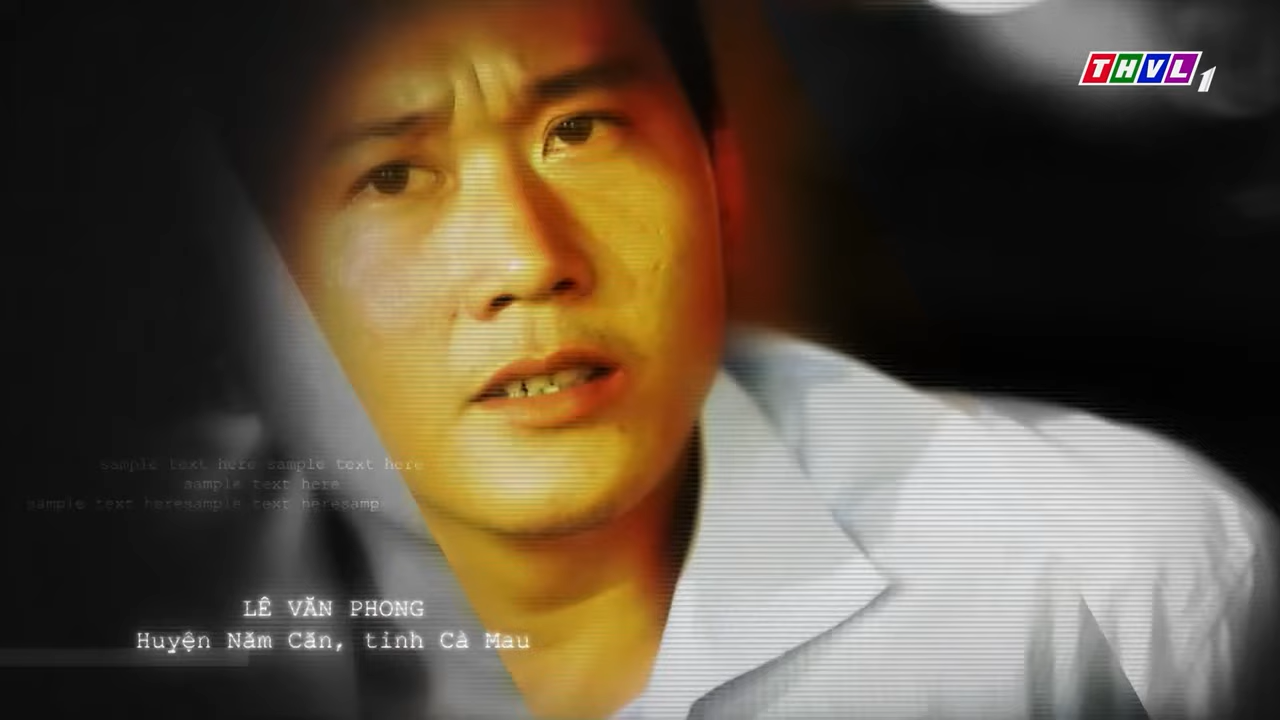 THVL1
sample text here sample text here
sample text here
sample text heresample text heresamp
LÊ VĂN PHONG
Huyện Năm Căn, tỉnh Cà Mau